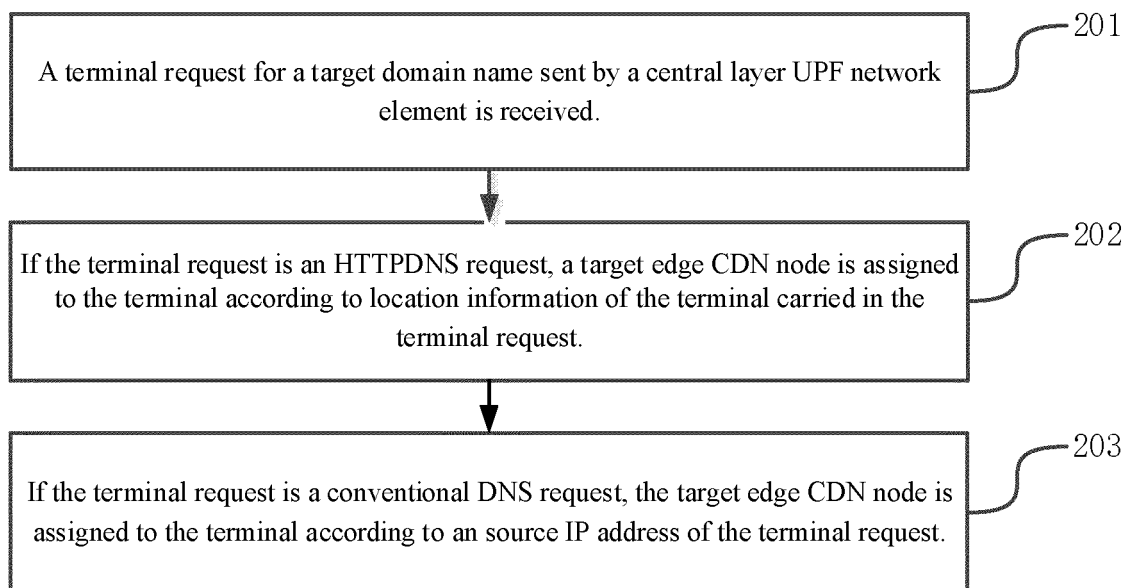 201
A terminal request for a target domain name sent by a central layer UPF network
element is received.
202
If the terminal request is an HTTPDNS request, a target edge CDN node is assigned
to the terminal according to location information of the terminal carried in the
terminal request.
203
If the terminal request is a conventional DNS request, the target edge CDN node is
assigned to the terminal according to an source IP address of the terminal request.